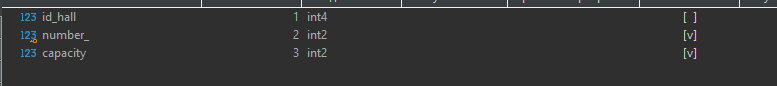 123 id_hall 1 int4 [ ]
123 number_ 2 int2 [v]
123 capacity 3 int2 [v]